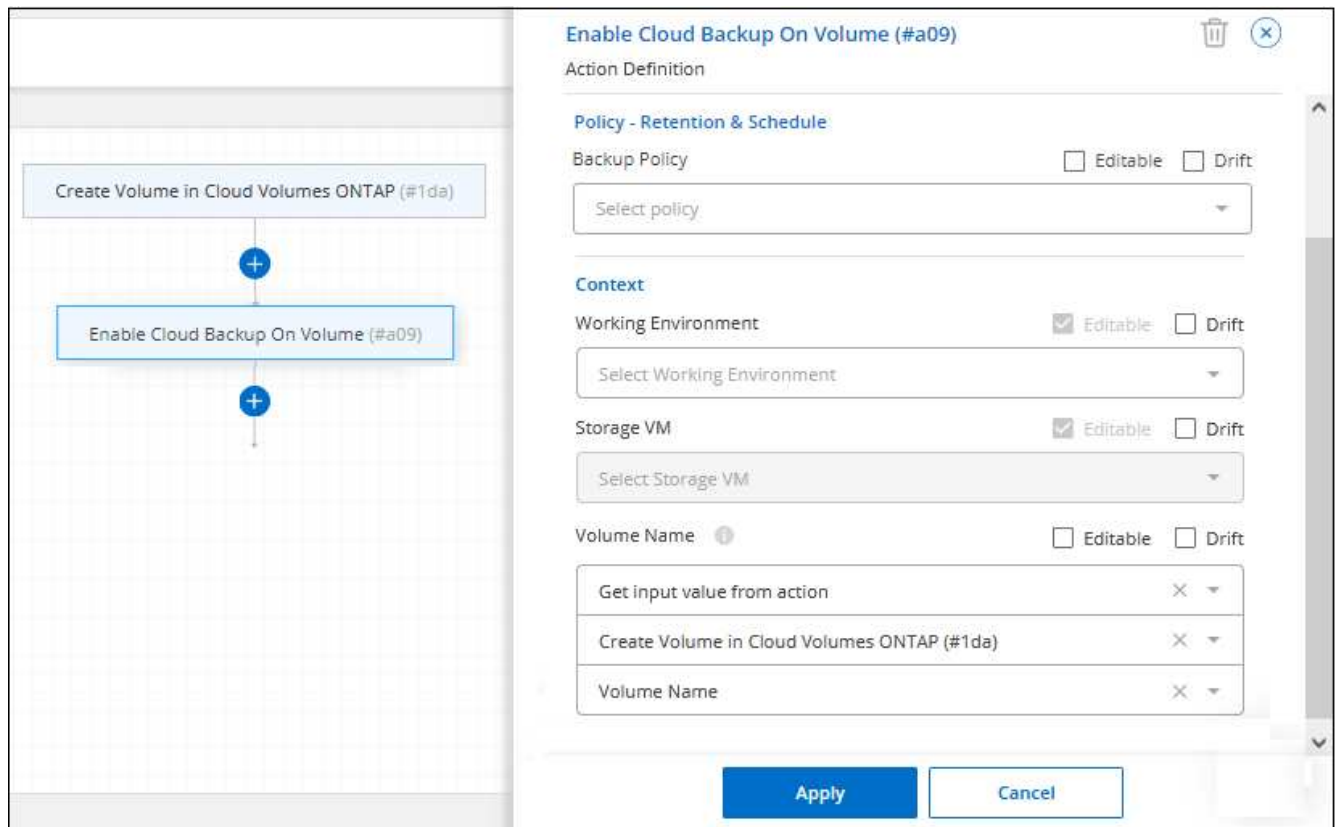 Create Volume in Cloud Volumes ONTAP (#1da)
Enable Cloud Backup On Volume (#a09)
Enable Cloud Backup On Volume (#a09)
Action Definition
Policy - Retention & Schedule
Backup Policy Editable Drift
Select policy
Context
Working Environment Editable Drift
Select Working Environment
Storage VM Editable Drift
Select Storage VM
Volume Name Editable Drift
Get input value from action
Create Volume in Cloud Volumes ONTAP (#1da)
Volume Name
Apply Cancel